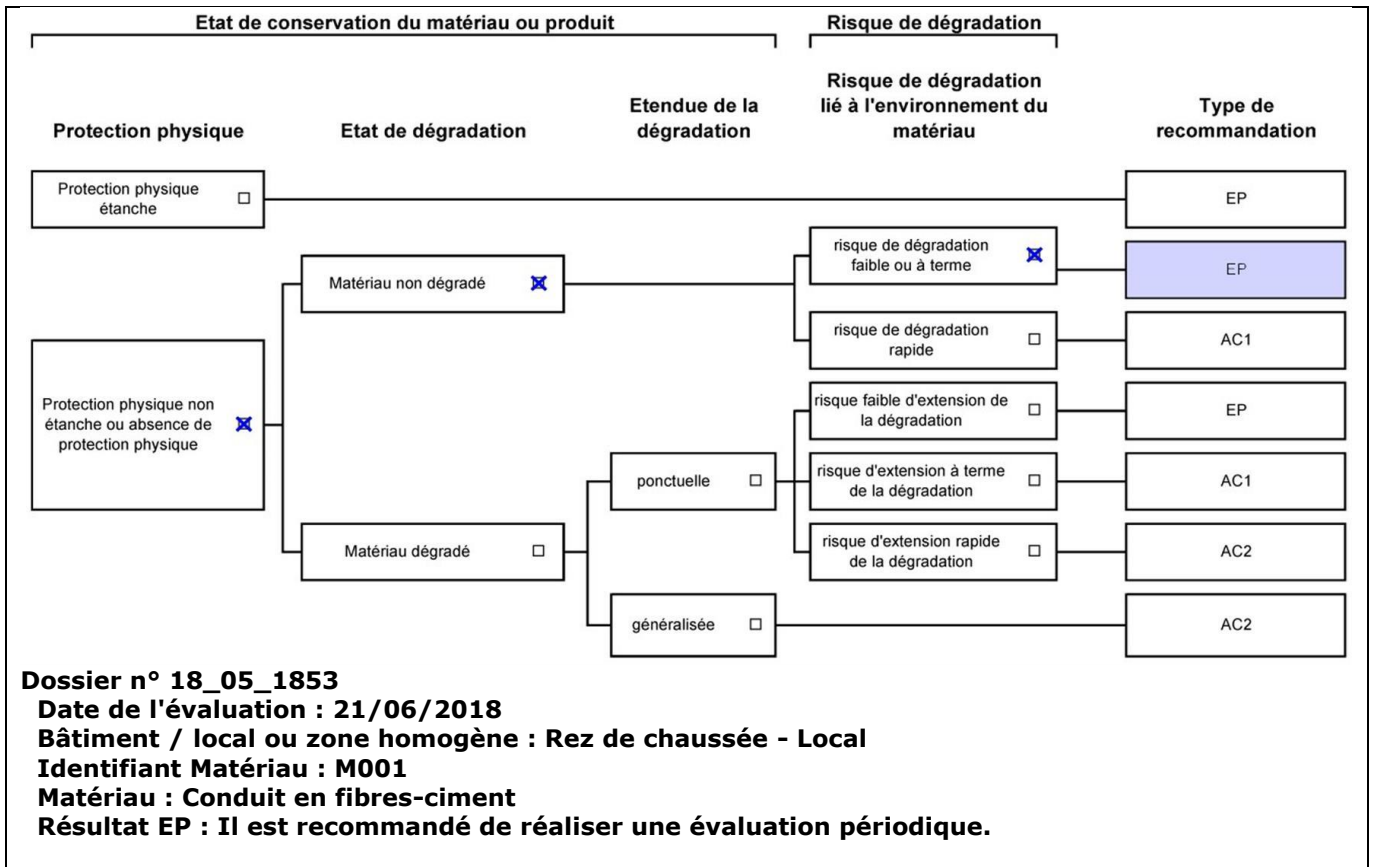 Etat de conservation du matériau ou produit
Risque de dégradation
Protection physique
Etat de dégradation
Etendue de la
dégradation
Risque de dégradation
lié à l'environnement du
matériau
Type de
recommandation
Protection physique
étanche
EP
risque de dégradation
faible ou à terme
EP
Matériau non dégradé
risque de dégradation
rapide
AC1
Protection physique non
étanche ou absence de
protection physique
risque faible d'extension de
la dégradation
EP
ponctuelle
risque d'extension à terme
de la dégradation
AC1
Matériau dégradé
risque d'extension rapide
de la dégradation
AC2
généralisée
AC2
Dossier n° 18_05_1853
Date de l'évaluation : 21/06/2018
Bâtiment / local ou zone homogène : Rez de chaussée - Local
Identifiant Matériau : M001
Matériau : Conduit en fibres-ciment
Résultat EP : Il est recommandé de réaliser une évaluation périodique.